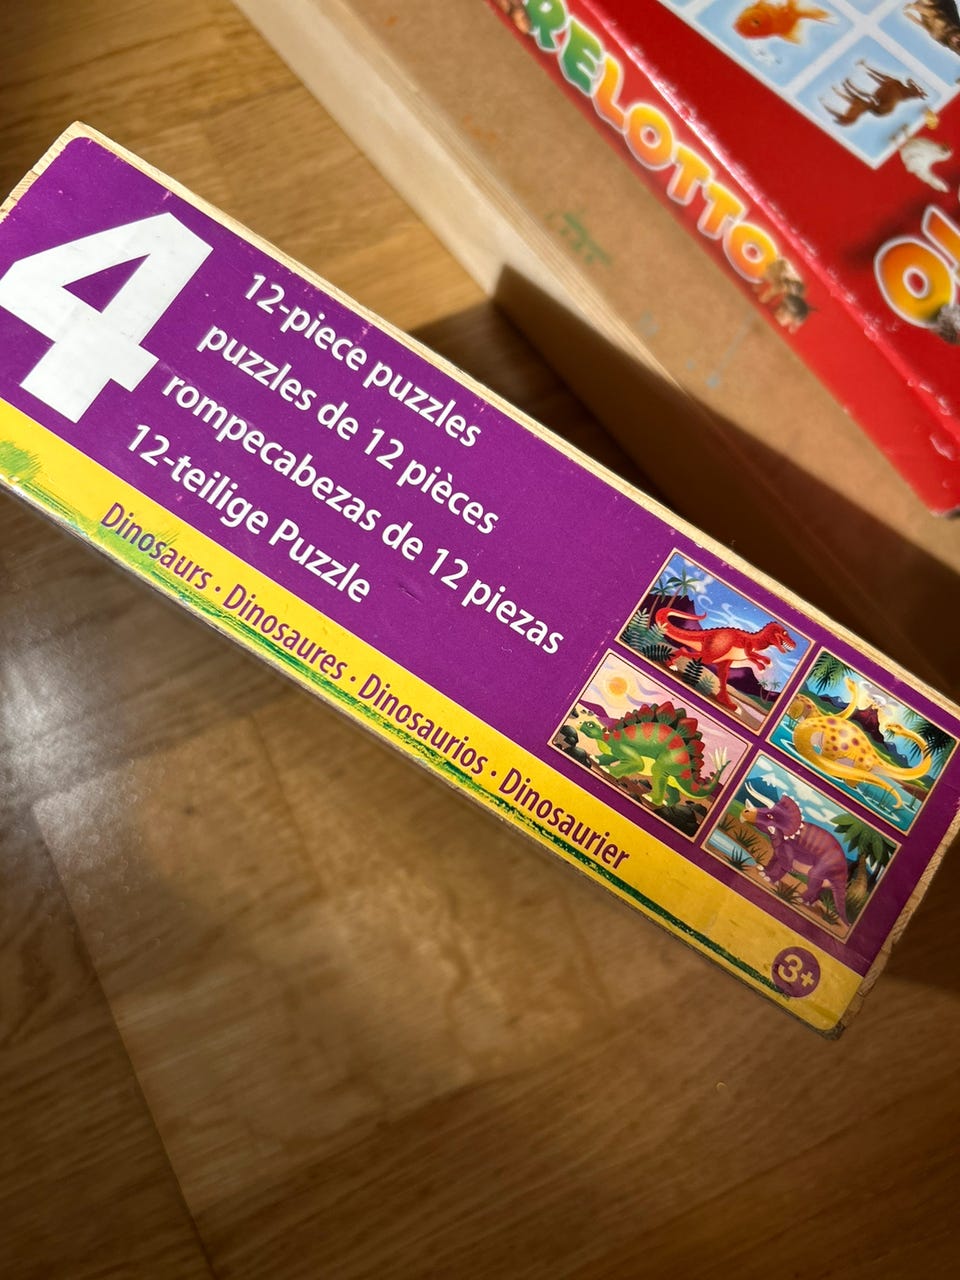 4
12-piece puzzles
puzzles de 12 pièces
rompecabezas de 12 piezas
12-teilige Puzzle
Dinosaurs · Dinosaures · Dinosaurios · Dinosaurier
3+
RELOTTO